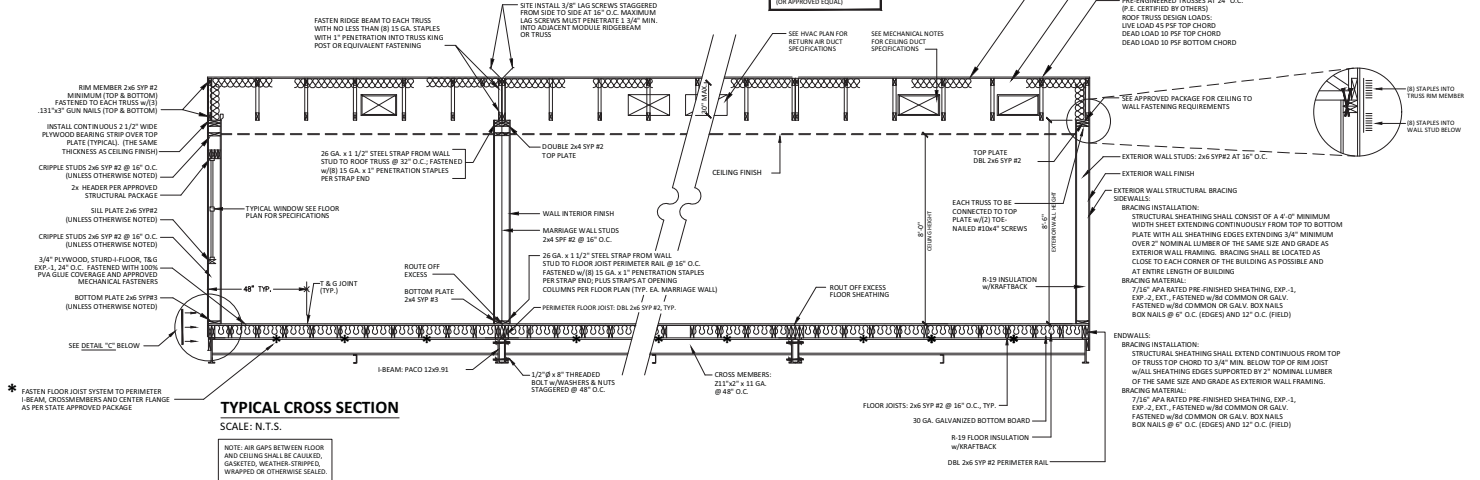 (OR APPROVED EQUAL)
FASTEN RIDGE BEAM TO EACH TRUSS
WITH NO LESS THAN (8) 15 GA. STAPLES
WITH 1" PENETRATION INTO TRUSS KING
POST OR EQUIVALENT FASTENING
SITE INSTALL 3/8" LAG SCREWS STAGGERED
FROM SIDE TO SIDE AT 16" O.C. MAXIMUM
LAG SCREWS MUST PENETRATE 1 3/4" MIN.
INTO ADJACENT MODULE RIDGEBEAM
OR TRUSS
SEE HVAC PLAN FOR
RETURN AIR DUCT
SPECIFICATIONS
SEE MECHANICAL NOTES
FOR CEILING DUCT
SPECIFICATIONS
PRE-ENGINEERED TRUSSES AT 24" O.C.
(P.E. CERTIFIED BY OTHERS)
ROOF TRUSS DESIGN LOADS:
LIVE LOAD 45 PSF TOP CHORD
DEAD LOAD 10 PSF TOP CHORD
DEAD LOAD 10 PSF BOTTOM CHORD
RIM MEMBER 2x6 SYP #2
MINIMUM (TOP & BOTTOM)
FASTENED TO EACH TRUSS w/(3)
.131"x3" GUN NAILS (TOP & BOTTOM)
INSTALL CONTINUOUS 2 1/2" WIDE
PLYWOOD BEARING STRIP OVER TOP
PLATE (TYPICAL). (THE SAME
THICKNESS AS CEILING FINISH)
CRIPPLE STUDS 2x6 SYP #2 @ 16" O.C.
(UNLESS OTHERWISE NOTED)
2x HEADER PER APPROVED
STRUCTURAL PACKAGE
SILL PLATE 2x6 SYP#2
(UNLESS OTHERWISE NOTED)
CRIPPLE STUDS 2x6 SYP #2 @ 16" O.C.
(UNLESS OTHERWISE NOTED)
3/4" PLYWOOD, STURD-I-FLOOR, T&G
EXP.-1, 24" O.C. FASTENED WITH 100%
PVA GLUE COVERAGE AND APPROVED
MECHANICAL FASTENERS
BOTTOM PLATE 2x6 SYP#3
(UNLESS OTHERWISE NOTED)
SEE DETAIL "C" BELOW
* FASTEN FLOOR JOIST SYSTEM TO PERIMETER
I-BEAM, CROSSMEMBERS AND CENTER FLANGE
AS PER STATE APPROVED PACKAGE
26 GA. x 1 1/2" STEEL STRAP FROM WALL
STUD TO ROOF TRUSS @ 32" O.C.; FASTENED
w/(8) 15 GA. x 1" PENETRATION STAPLES
PER STRAP END
TYPICAL WINDOW SEE FLOOR
PLAN FOR SPECIFICATIONS
48" TYP.
T & G JOINT
(TYP.)
ROUTE OFF
EXCESS
BOTTOM PLATE
2x4 SYP #3
DOUBLE 2x4 SYP #2
TOP PLATE
30" MAX.
CEILING FINISH
WALL INTERIOR FINISH
MARRIAGE WALL STUDS
2x4 SPF #2 @ 16" O.C.
26 GA. x 1 1/2" STEEL STRAP FROM WALL
STUD TO FLOOR JOIST PERIMETER RAIL @ 16" O.C.
FASTENED w/(8) 15 GA. x 1" PENETRATION STAPLES
PER STRAP END; PLUS STRAPS AT OPENING
COLUMNS PER FLOOR PLAN (TYP. EA. MARRIAGE WALL)
PERIMETER FLOOR JOIST: DBL 2x6 SYP #2, TYP.
I-BEAM: PACO 12x9.91
1/2"Ø x 8" THREADED
BOLT w/WASHERS & NUTS
STAGGERED @ 48" O.C.
CROSS MEMBERS:
Z11"x2" x 11 GA.
@ 48" O.C.
ROUT OFF EXCESS
FLOOR SHEATHING
8'-0"
CEILING HEIGHT
8'-6"
EXTERIOR WALL HEIGHT
TOP PLATE
DBL 2x6 SYP #2
EACH TRUSS TO BE
CONNECTED TO TOP
PLATE w/(2) TOE-
NAILED #10x4" SCREWS
R-19 INSULATION
w/KRAFTBACK
FLOOR JOISTS: 2x6 SYP #2 @ 16" O.C., TYP.
30 GA. GALVANIZED BOTTOM BOARD
R-19 FLOOR INSULATION
w/KRAFTBACK
DBL 2x6 SYP #2 PERIMETER RAIL
SEE APPROVED PACKAGE FOR CEILING TO
WALL FASTENING REQUIREMENTS
(8) STAPLES INTO
TRUSS RIM MEMBER
(8) STAPLES INTO
WALL STUD BELOW
EXTERIOR WALL STUDS: 2x6 SYP#2 AT 16" O.C.
EXTERIOR WALL FINISH
EXTERIOR WALL STRUCTURAL BRACING
SIDEWALLS:
BRACING INSTALLATION:
STRUCTURAL SHEATHING SHALL CONSIST OF A 4'-0" MINIMUM
WIDTH SHEET EXTENDING CONTINUOUSLY FROM TOP TO BOTTOM
PLATE WITH ALL SHEATHING EDGES EXTENDING 3/4" MINIMUM
OVER 2" NOMINAL LUMBER OF THE SAME SIZE AND GRADE AS
EXTERIOR WALL FRAMING. BRACING SHALL BE LOCATED AS
CLOSE TO EACH CORNER OF THE BUILDING AS POSSIBLE AND
AT ENTIRE LENGTH OF BUILDING
BRACING MATERIAL:
7/16" APA RATED PRE-FINISHED SHEATHING, EXP.-1,
EXP.-2, EXT., FASTENED w/8d COMMON OR GALV.
FASTENED w/8d COMMON OR GALV. BOX NAILS
BOX NAILS @ 6" O.C. (EDGES) AND 12" O.C. (FIELD)
ENDWALLS:
BRACING INSTALLATION:
STRUCTURAL SHEATHING SHALL EXTEND CONTINUOUS FROM TOP
OF TRUSS TOP CHORD TO 3/4" MIN. BELOW TOP OF RIM JOIST
w/ALL SHEATHING EDGES SUPPORTED BY 2" NOMINAL LUMBER
OF THE SAME SIZE AND GRADE AS EXTERIOR WALL FRAMING.
BRACING MATERIAL:
7/16" APA RATED PRE-FINISHED SHEATHING, EXP.-1,
EXP.-2, EXT., FASTENED w/8d COMMON OR GALV.
FASTENED w/8d COMMON OR GALV. BOX NAILS
BOX NAILS @ 6" O.C. (EDGES) AND 12" O.C. (FIELD)
TYPICAL CROSS SECTION
SCALE: N.T.S.
NOTE: AIR GAPS BETWEEN FLOOR
AND CEILING SHALL BE CAULKED,
GASKETED, WEATHER-STRIPPED,
WRAPPED OR OTHERWISE SEALED.